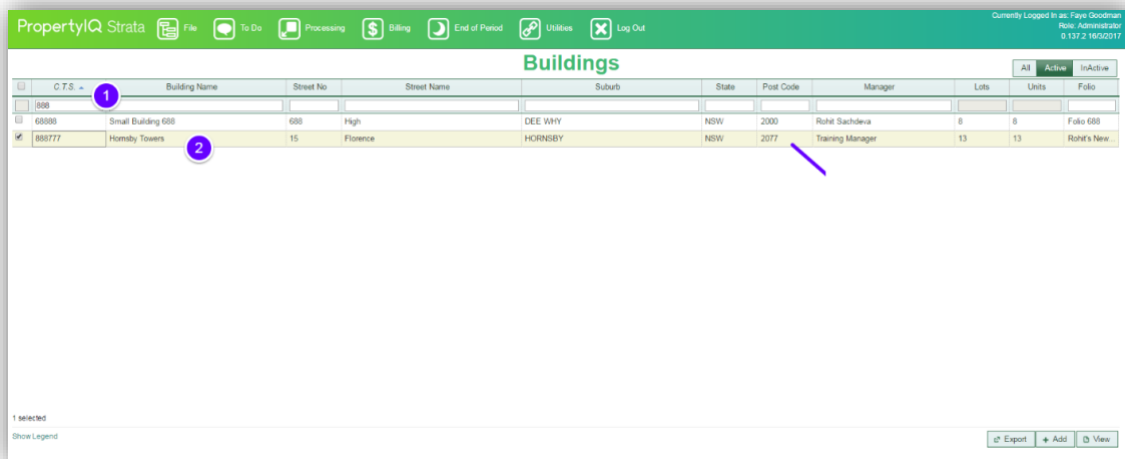 PropertyIQ Strata File To Do Processing $ Billing End of Period Utilities Log Out
Currently Logged In as: Faye Goodman
Role: Administrator
0.137.2 16/3/2017
Buildings
All Active InActive
C.T.S. Building Name Street No Street Name Suburb State Post Code Manager Lots Units Folio
1
888
68888 Small Building 688 688 High DEE WHY NSW 2000 Rohit Sachdeva 8 8 Folio 688
888777 Hornsby Towers 15 Florence HORNSBY NSW 2077 Training Manager 13 13 Rohit's New...
2
1 selected
Show Legend
Export + Add View